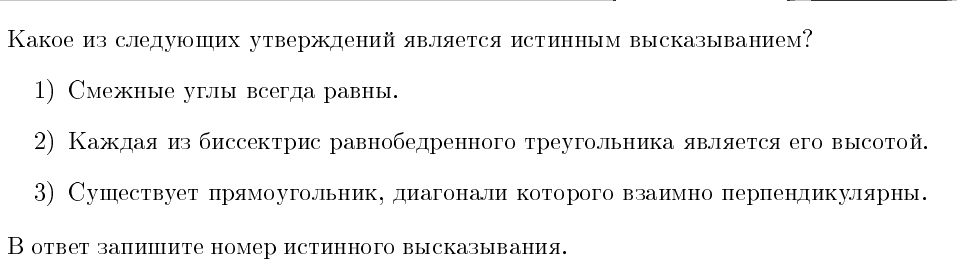 Какое из следующих утверждений является истинным высказыванием?
1) Смежные углы всегда равны.
2) Каждая из биссектрис равнобедренного треугольника является его высотой.
3) Существует прямоугольник, диагонали которого взаимно перпендикулярны.
В ответ запишите номер истинного высказывания.